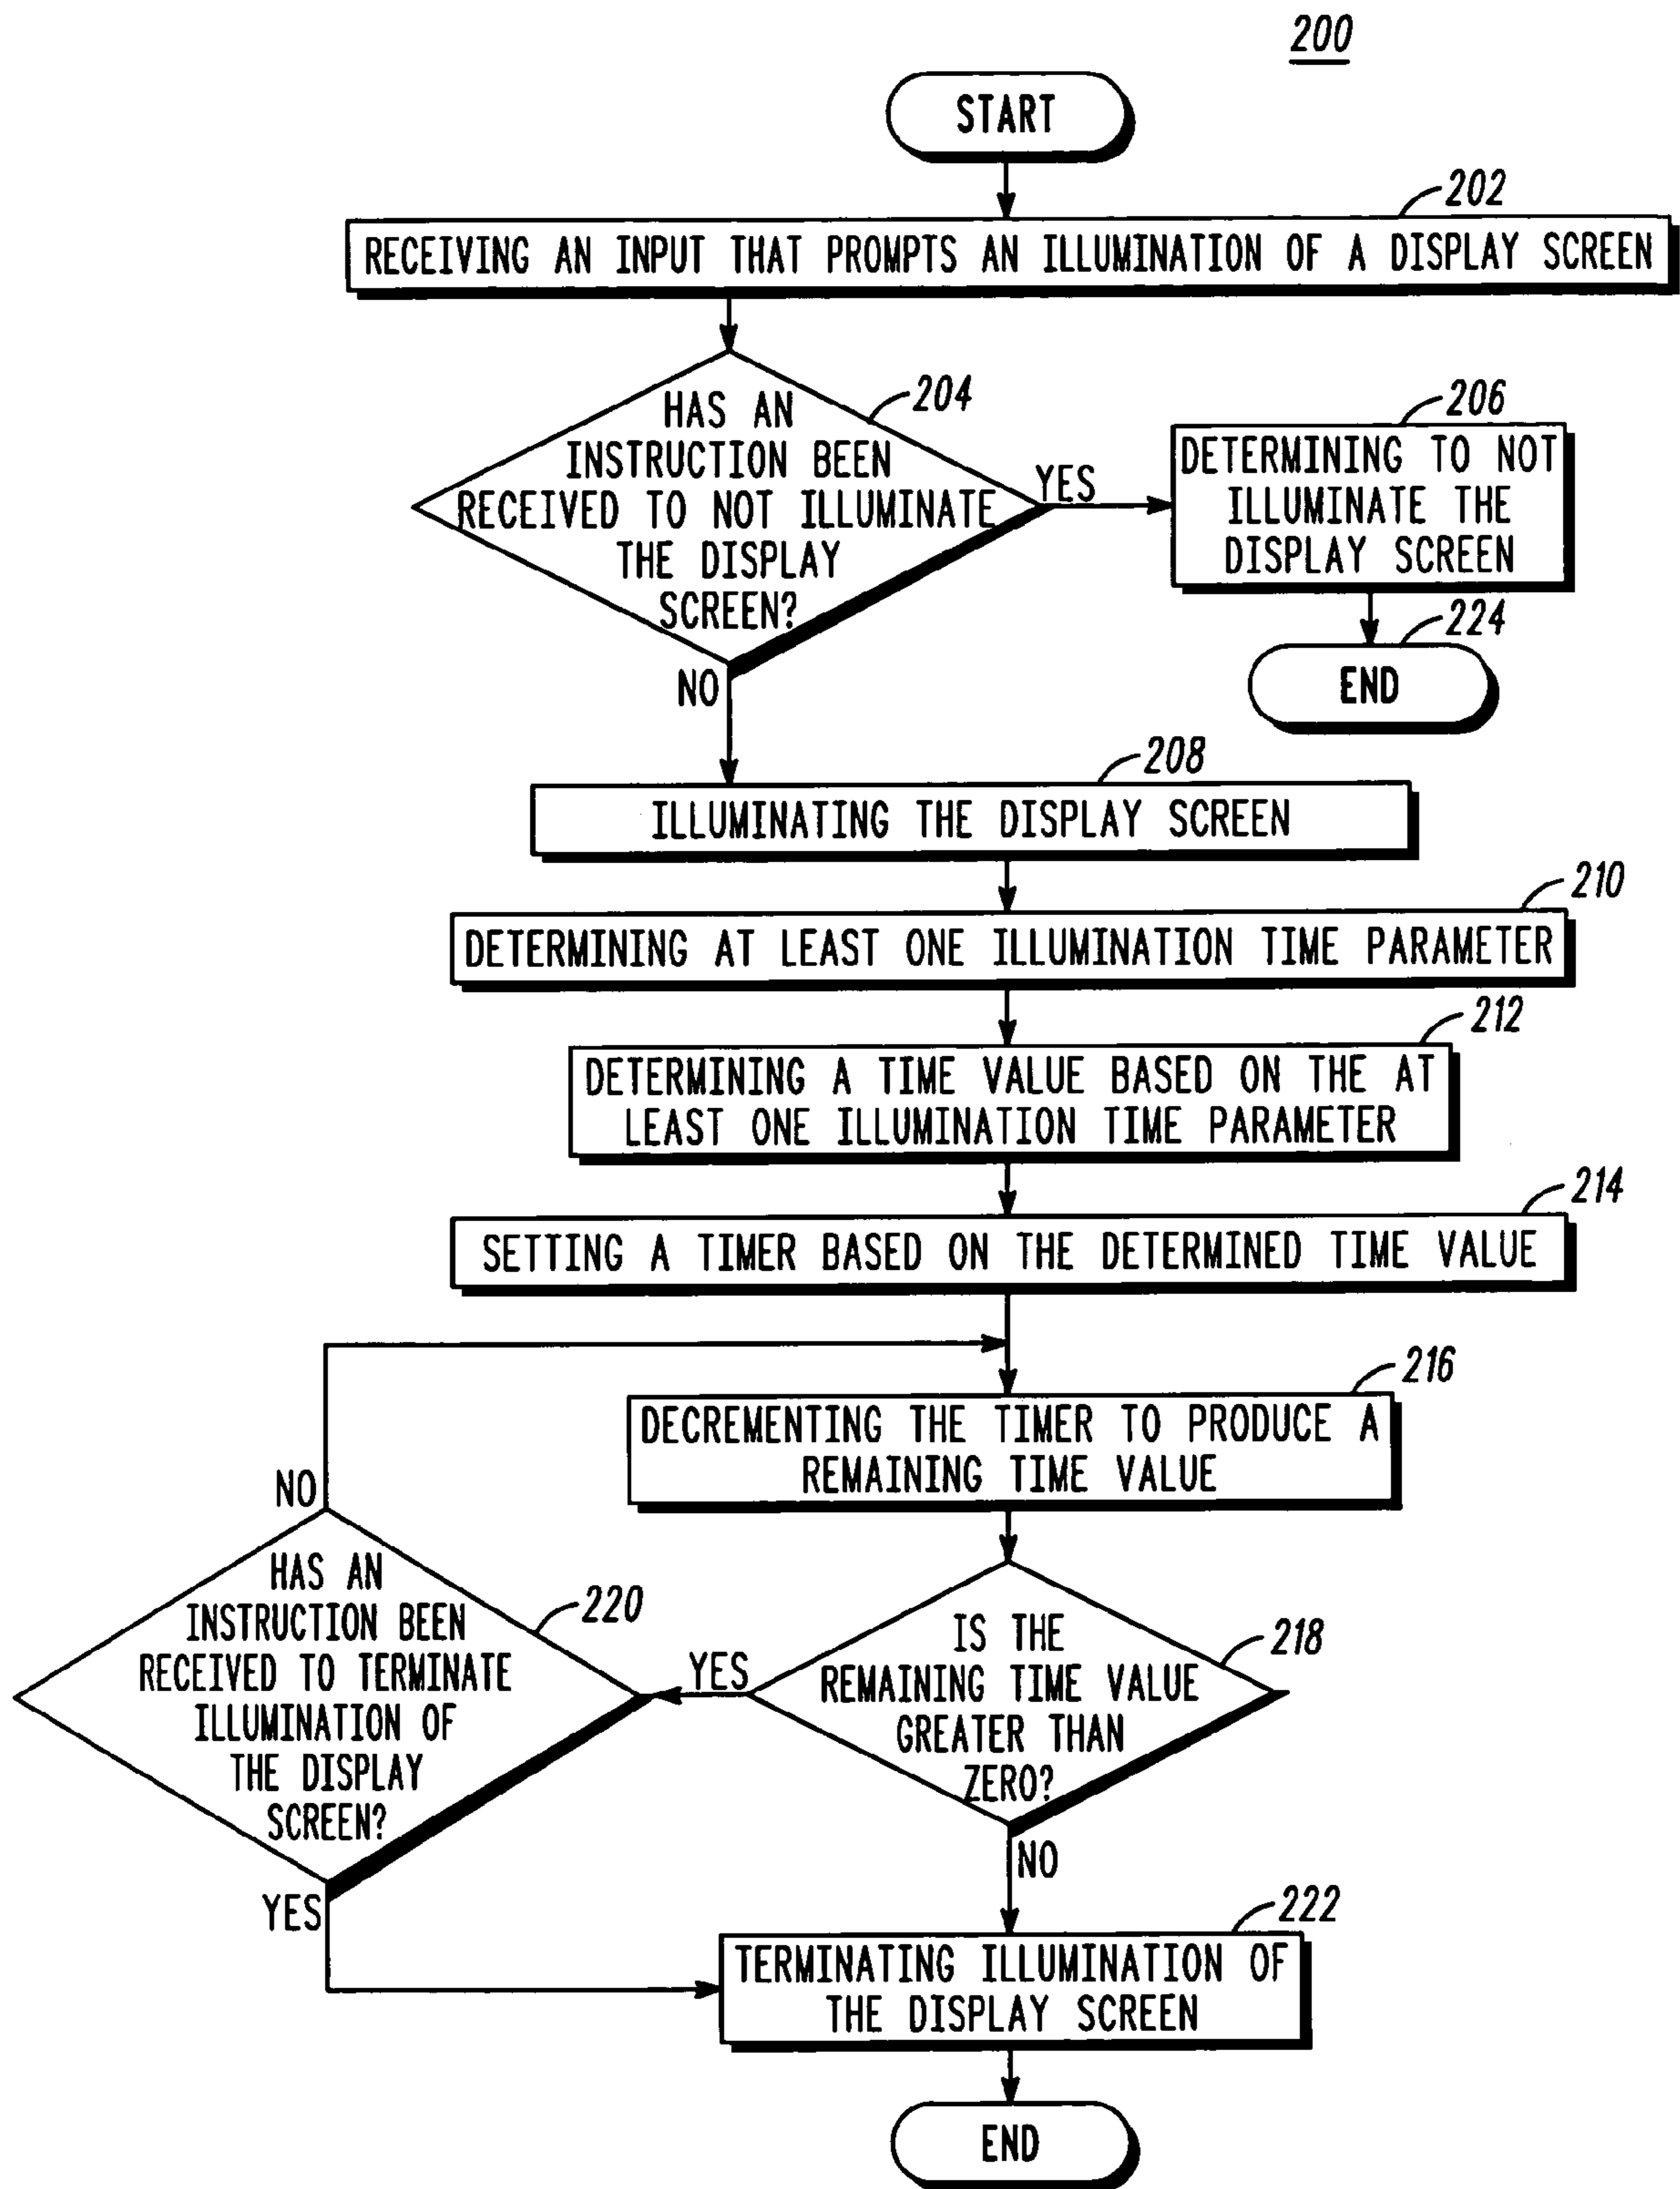 200
START
202
RECEIVING AN INPUT THAT PROMPTS AN ILLUMINATION OF A DISPLAY SCREEN
204
HAS AN
INSTRUCTION BEEN
RECEIVED TO NOT ILLUMINATE
THE DISPLAY
SCREEN?
YES
206
DETERMINING TO NOT
ILLUMINATE THE
DISPLAY SCREEN
224
END
NO
208
ILLUMINATING THE DISPLAY SCREEN
210
DETERMINING AT LEAST ONE ILLUMINATION TIME PARAMETER
212
DETERMINING A TIME VALUE BASED ON THE AT
LEAST ONE ILLUMINATION TIME PARAMETER
214
SETTING A TIMER BASED ON THE DETERMINED TIME VALUE
216
DECREMENTING THE TIMER TO PRODUCE A
REMAINING TIME VALUE
218
IS THE
REMAINING TIME VALUE
GREATER THAN
ZERO?
YES
NO
220
HAS AN
INSTRUCTION BEEN
RECEIVED TO TERMINATE
ILLUMINATION OF
THE DISPLAY
SCREEN?
NO
YES
222
TERMINATING ILLUMINATION OF
THE DISPLAY SCREEN
END